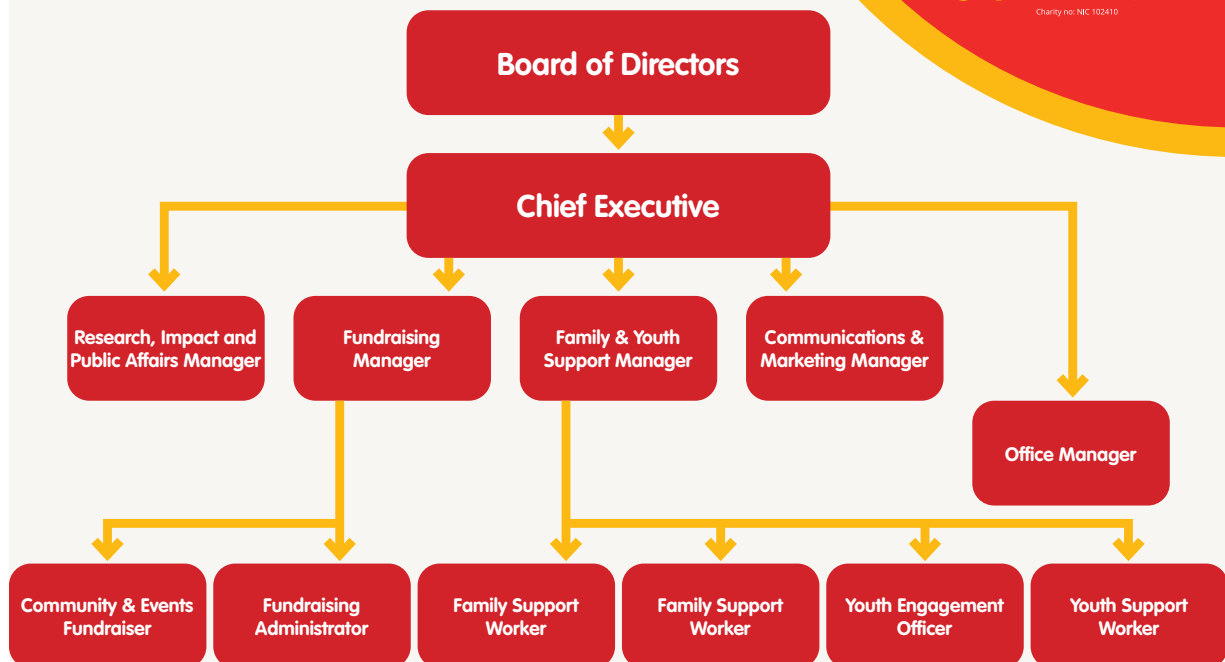 Charity no: NIC 102410
Board of Directors
Chief Executive
Research, Impact and
Public Affairs Manager
Fundraising
Manager
Family & Youth
Support Manager
Communications &
Marketing Manager
Office Manager
Community & Events
Fundraiser
Fundraising
Administrator
Family Support
Worker
Family Support
Worker
Youth Engagement
Officer
Youth Support
Worker